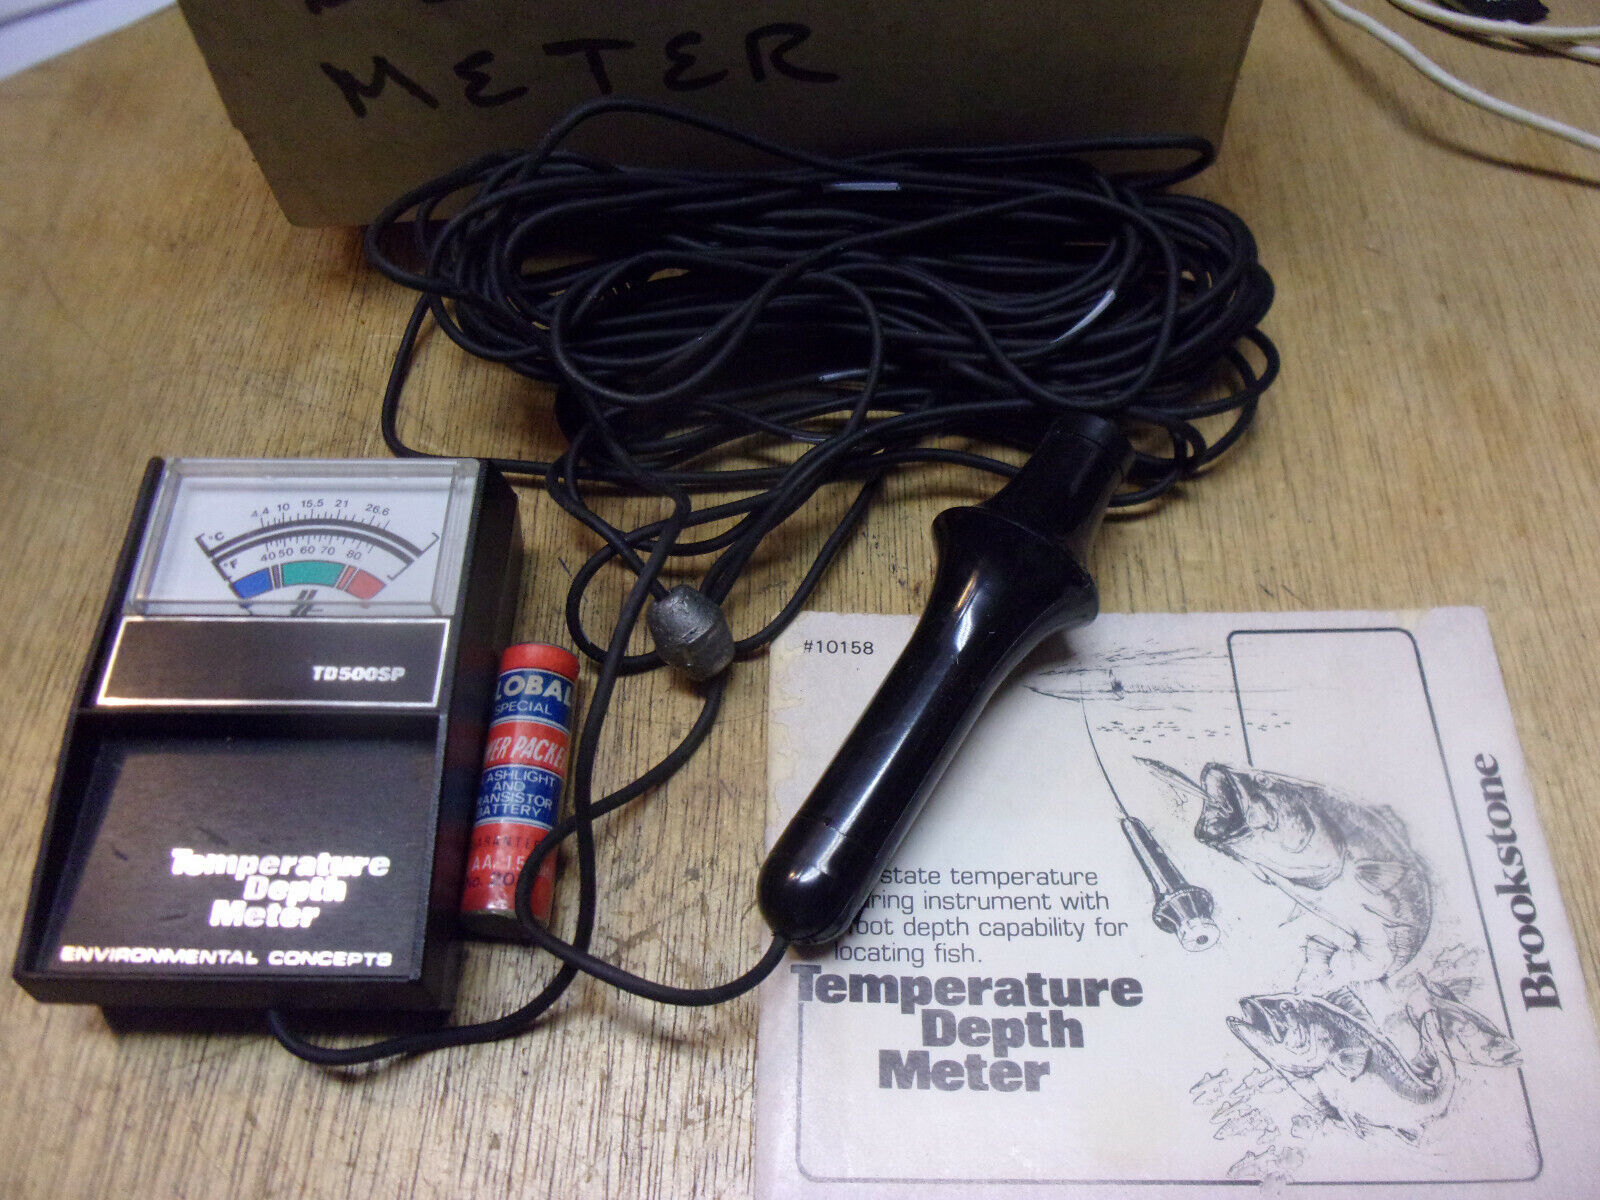 METER
4.4 10 15.5 21 26.6
°C
40 50 60 70 80
°F
TD500SP
Temperature
Depth
Meter
ENVIRONMENTAL CONCEPTS
SPECIAL
AND
BATTERY
#10158
state temperature
instrument with
depth capability for
locating fish.
Temperature
Depth
Meter
Brookstone